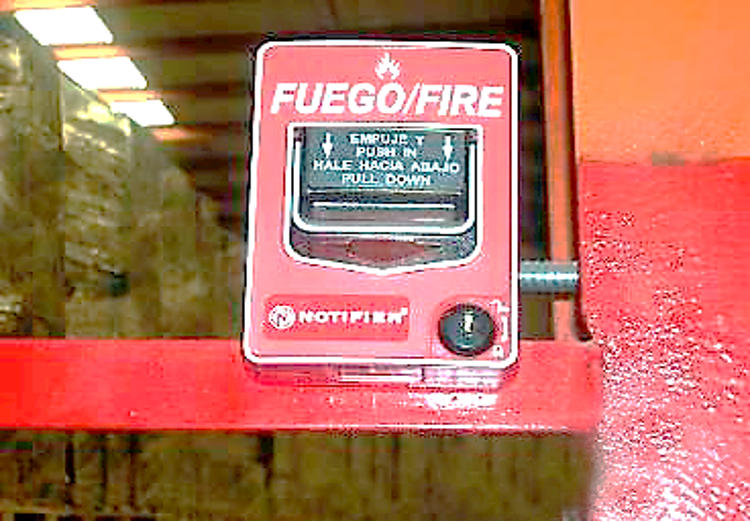 FUEGO/FIRE
EMPUJE Y
PUSH IN
HALE HACIA ABAJO
PULL DOWN
NOTIFIER®